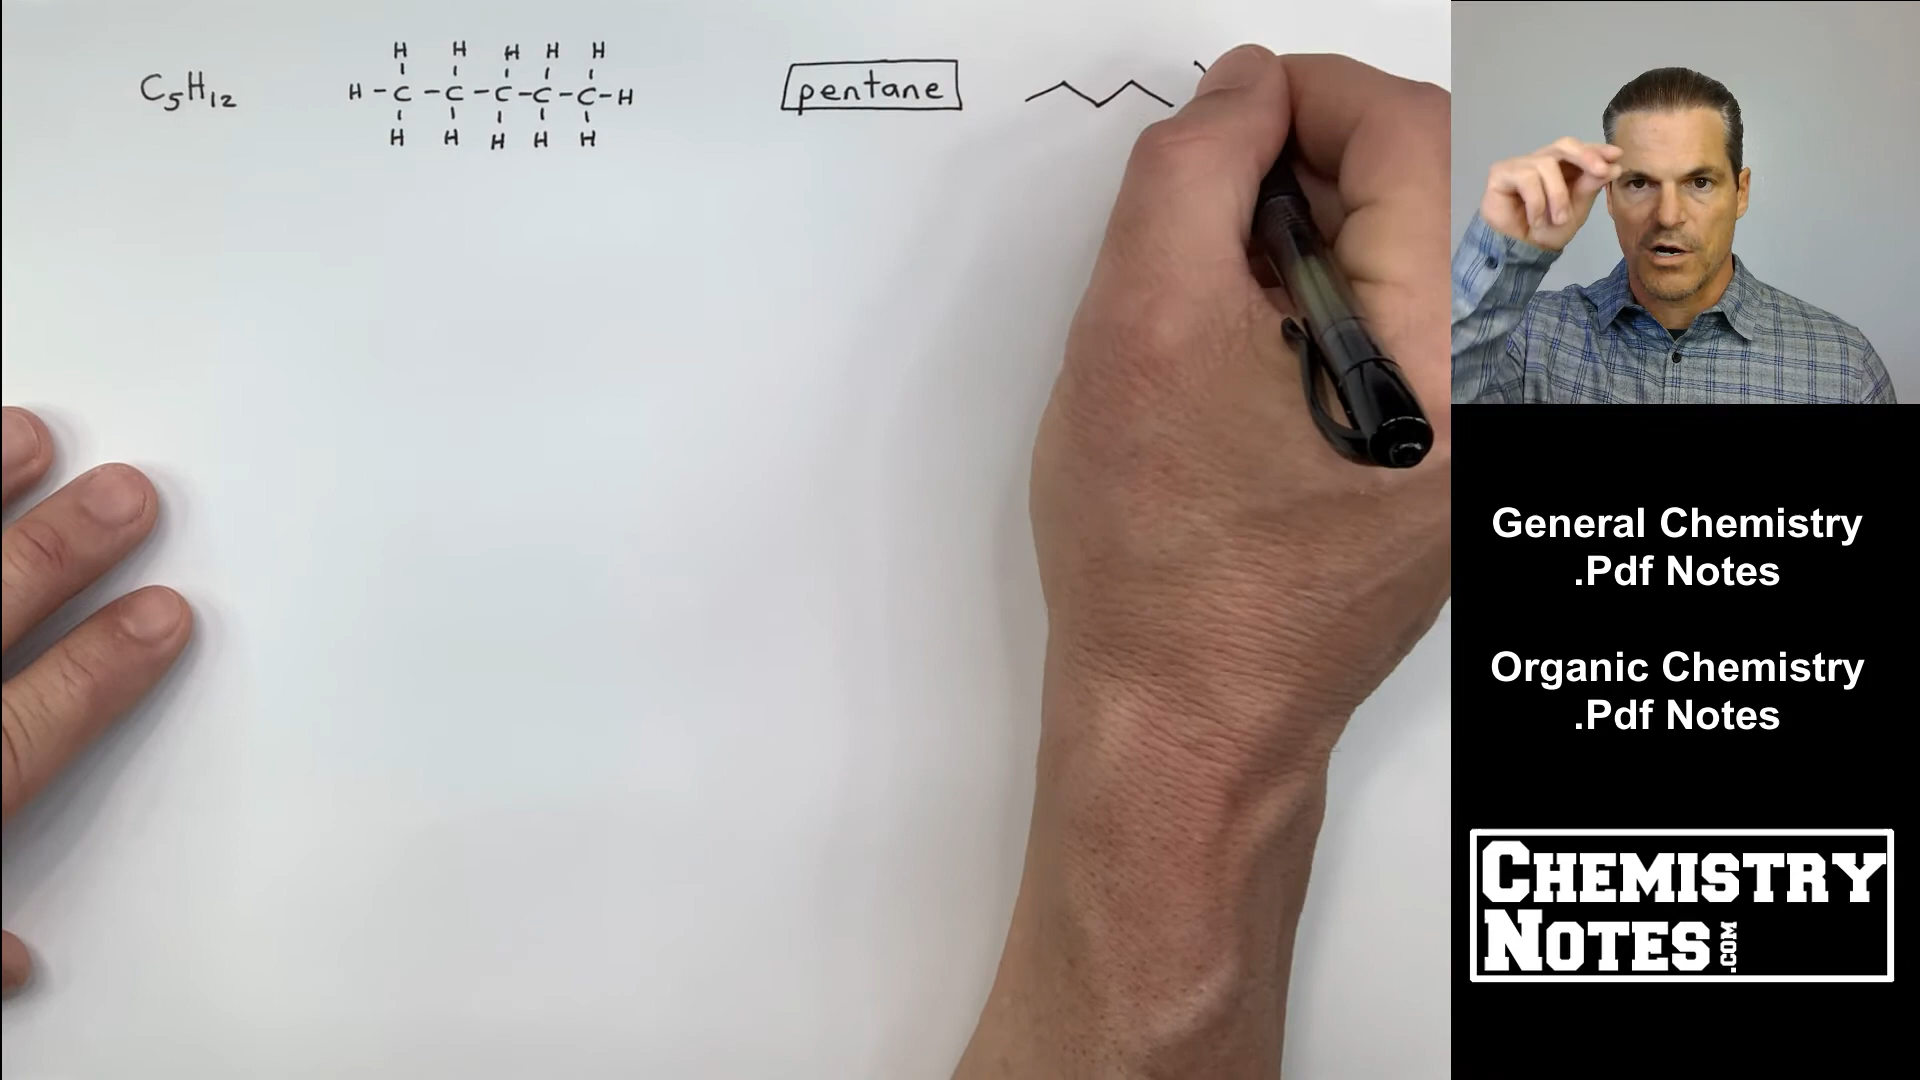 H H H H H
C₅H₁₂ H-C-C-C-C-C-H pentane
H H H H H
General Chemistry
.Pdf Notes
Organic Chemistry
.Pdf Notes
CHEMISTRY
NOTES.COM